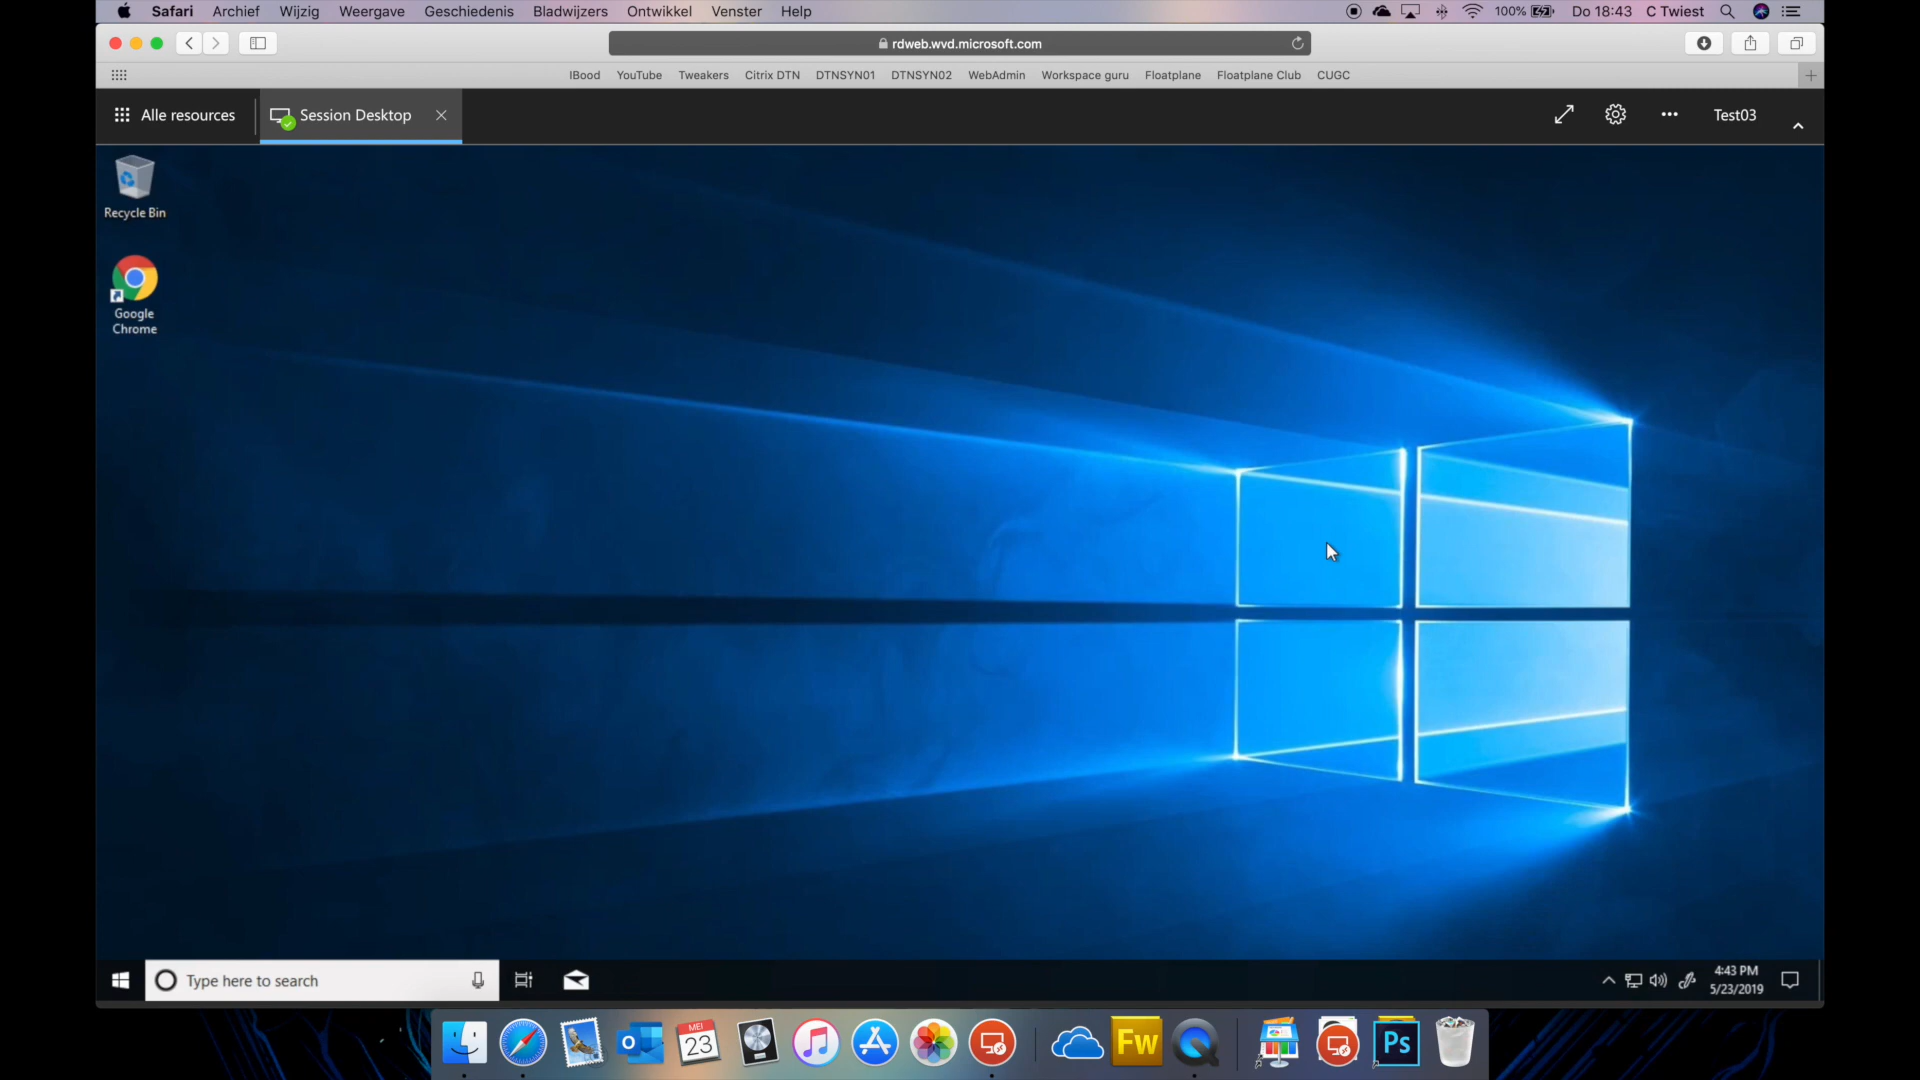 Safari Archief Wijzig Weergave Geschiedenis Bladwijzers Ontwikkel Venster Help 100% Do 18:43 C Twiest
rdweb.wvd.microsoft.com
IBood YouTube Tweakers Citrix DTN DTNSYN01 DTNSYN02 WebAdmin Workspace guru Floatplane Floatplane Club CUGC
Alle resources Session Desktop Test03
Recycle Bin
Google
Chrome
Type here to search
4:43 PM
5/23/2019
MEI
23
Fw
Ps